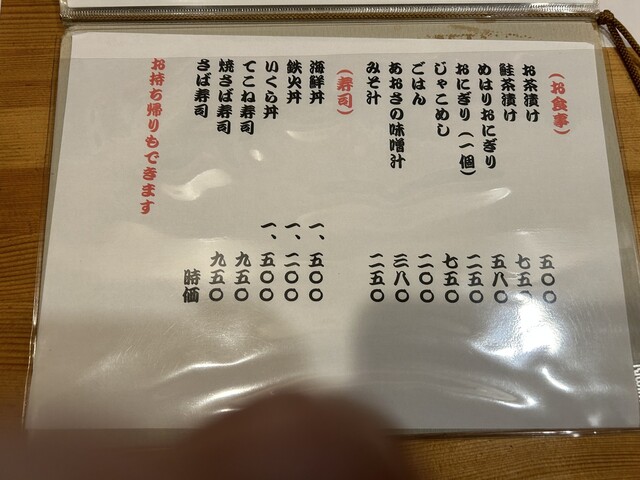 (お食事)
お茶漬け 五〇〇
鮭茶漬け 七五〇
めはりおにぎり 五八〇
おにぎり(一個) 二五〇
じゃこめし 七五〇
ごはん 二〇〇
あおさの味噌汁 三八〇
みそ汁 二五〇
(寿司)
海鮮丼 一、五〇〇
鉄火丼 一、二〇〇
いくら丼 一、五〇〇
てこね寿司 九五〇
焼さば寿司 九五〇
さば寿司 時価
お持ち帰りもできます